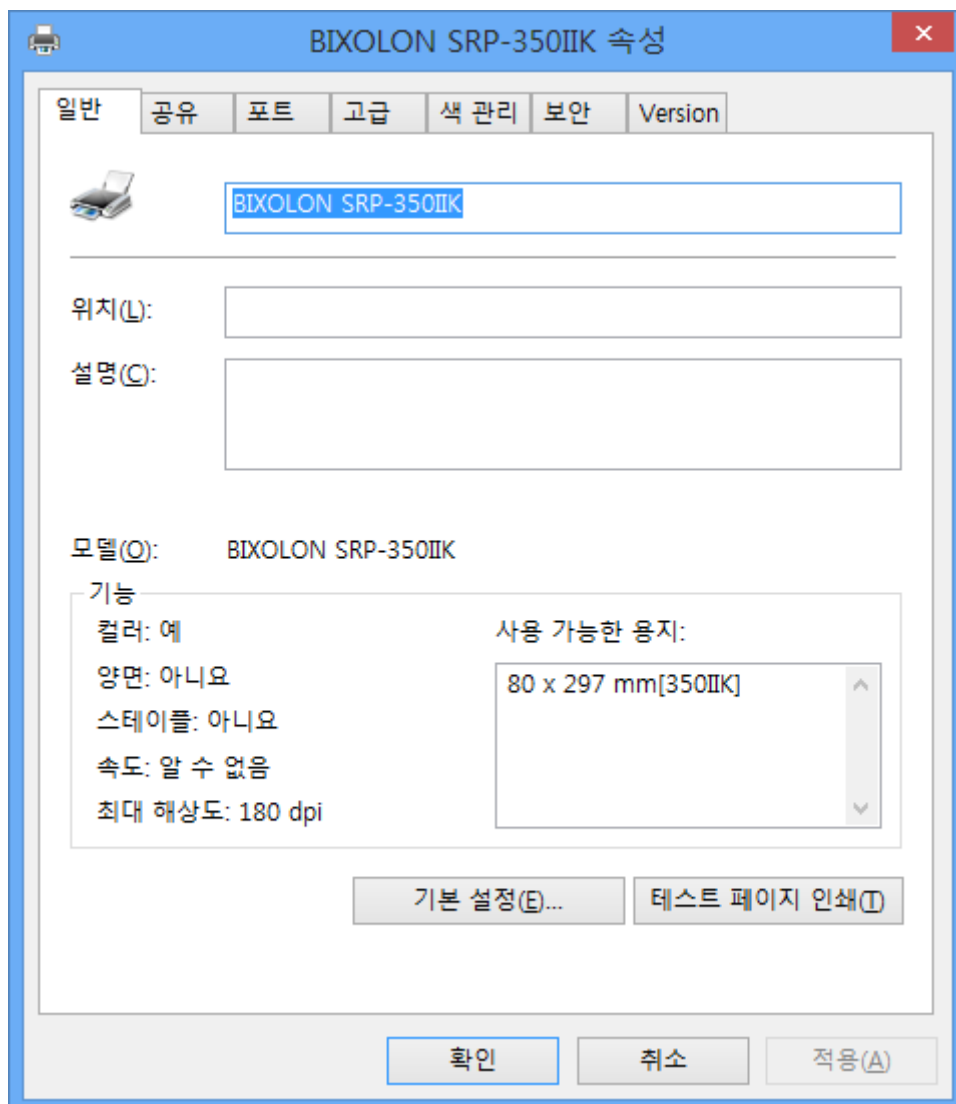 BIXOLON SRP-350IIK 속성
일반 공유 포트 고급 색 관리 보안 Version
BIXOLON SRP-350IIK
위치(L):
설명(C):
모델(O): BIXOLON SRP-350IIK
기능
컬러: 예
양면: 아니요
스테이플: 아니요
속도: 알 수 없음
최대 해상도: 180 dpi
사용 가능한 용지:
80 x 297 mm[350IIK]
기본 설정(E)... 테스트 페이지 인쇄(T)
확인 취소 적용(A)